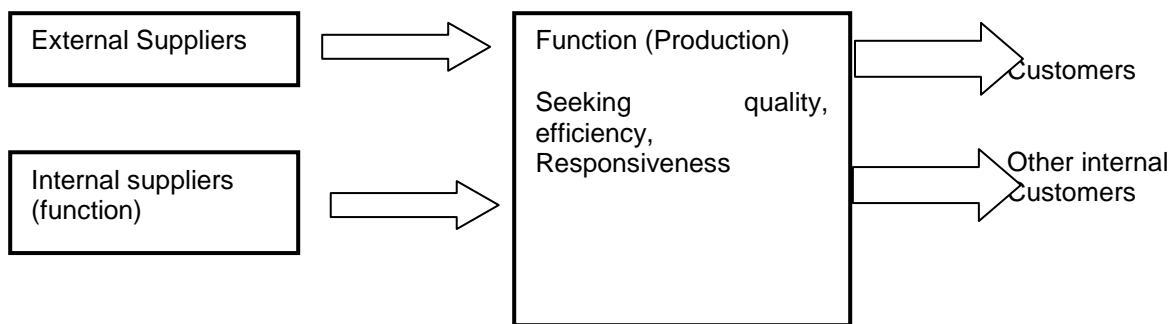 External Suppliers
Internal suppliers
(function)
Function (Production)
Seeking quality,
efficiency,
Responsiveness
Customers
Other internal
Customers